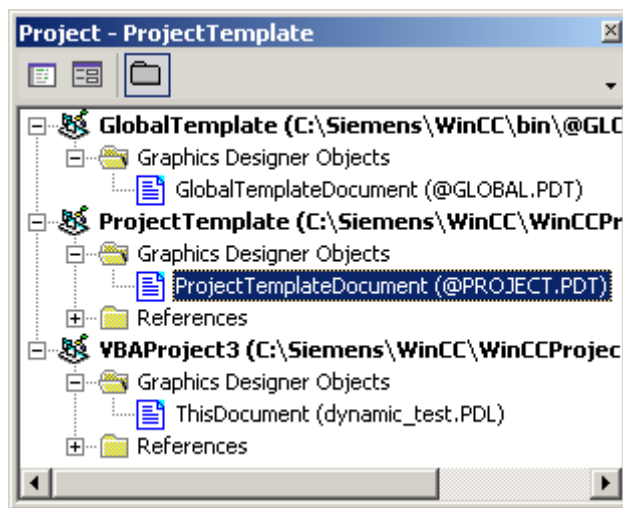 Project - ProjectTemplate
GlobalTemplate (C:\Siemens\WinCC\bin\@GLC
Graphics Designer Objects
GlobalTemplateDocument (@GLOBAL.PDT)
ProjectTemplate (C:\Siemens\WinCC\WinCCPr
Graphics Designer Objects
ProjectTemplateDocument (@PROJECT.PDT)
References
VBAProject3 (C:\Siemens\WinCC\WinCCProjec
Graphics Designer Objects
ThisDocument (dynamic_test.PDL)
References